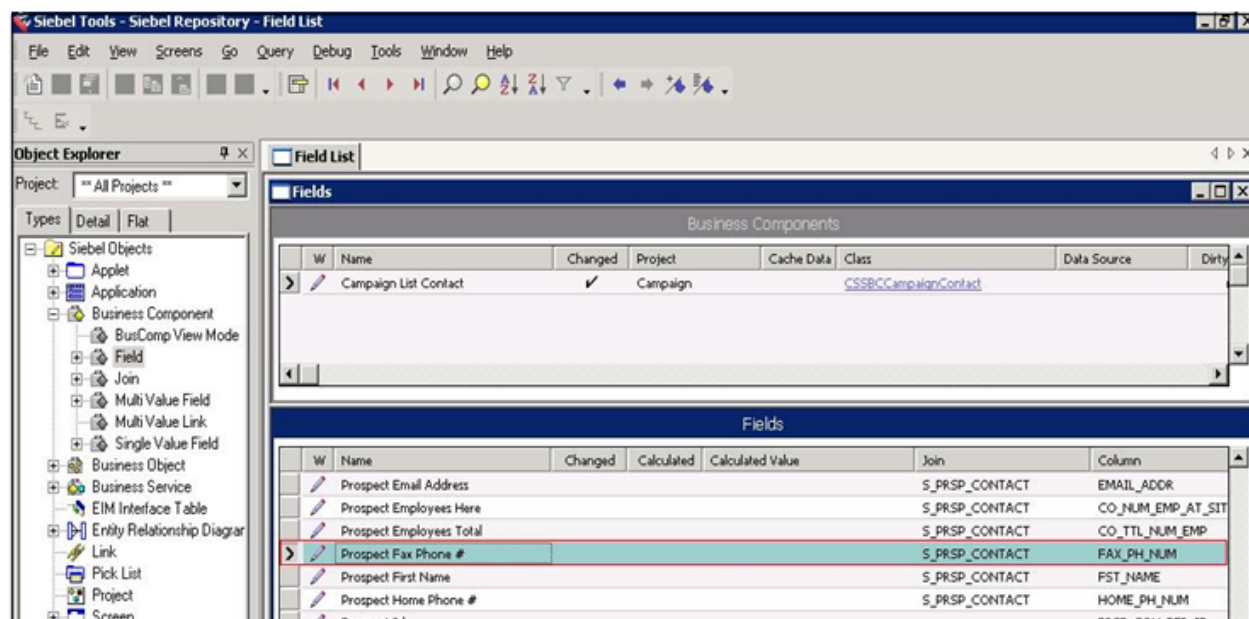 Siebel Tools - Siebel Repository - Field List
File Edit View Screens Go Query Debug Tools Window Help
Object Explorer
Field List
Project: ** All Projects **
Fields
Types Detail Flat
Business Components
Siebel Objects
W Name Changed Project Cache Data Class Data Source Dirty
Applet
Campaign List Contact Campaign CSSBCCampaignContact
Application
Business Component
BusComp View Mode
Field
Join
Multi Value Field
Multi Value Link
Fields
Single Value Field
W Name Changed Calculated Calculated Value Join Column
Business Object
Prospect Email Address S_PRSP_CONTACT EMAIL_ADDR
Business Service
Prospect Employees Here S_PRSP_CONTACT CO_NUM_EMP_AT_SIT
EIM Interface Table
Prospect Employees Total S_PRSP_CONTACT CO_TTL_NUM_EMP
Entity Relationship Diagrar
Link
Prospect Fax Phone # S_PRSP_CONTACT FAX_PH_NUM
Pick List
Prospect First Name S_PRSP_CONTACT FST_NAME
Project
Prospect Home Phone # S_PRSP_CONTACT HOME_PH_NUM
Screen